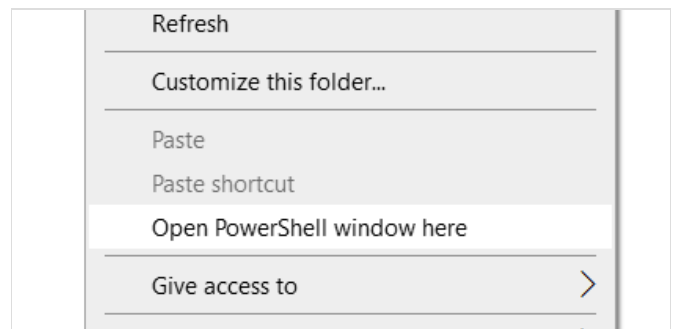 Refresh
Customize this folder...
Paste
Paste shortcut
Open PowerShell window here
Give access to